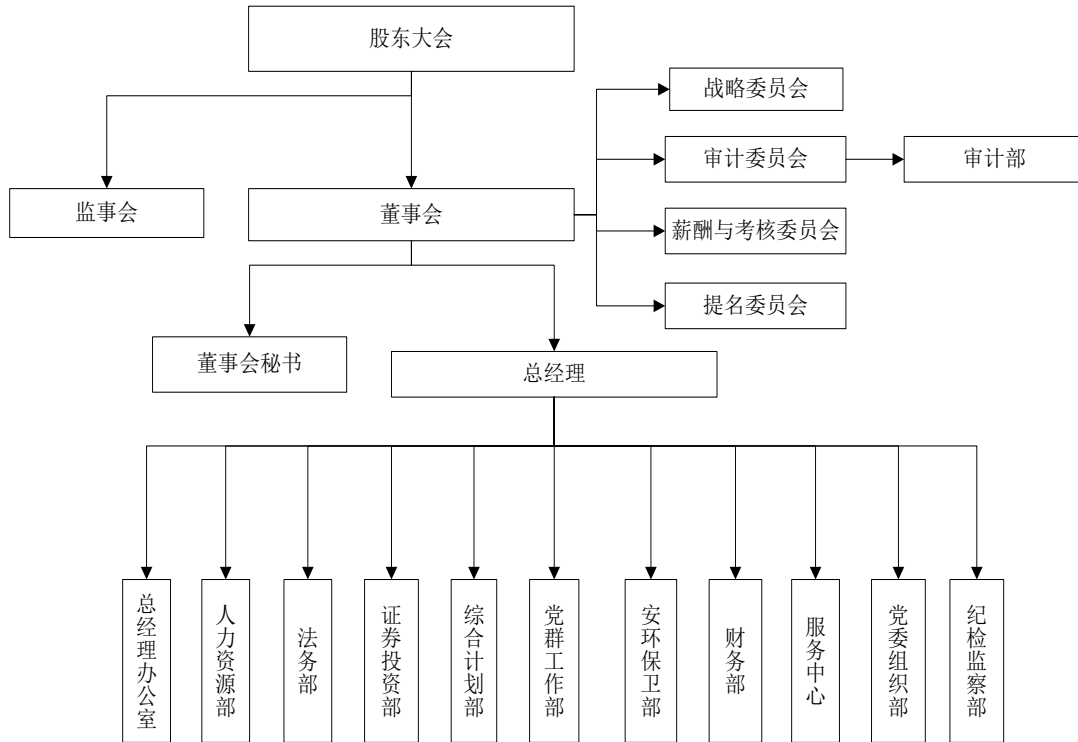 股东大会
战略委员会
审计委员会
审计部
监事会
董事会
薪酬与考核委员会
提名委员会
董事会秘书
总经理
总经理办公室
人力资源部
法务部
证券投资部
综合计划部
党群工作部
安环保卫部
财务部
服务中心
党委组织部
纪检监察部